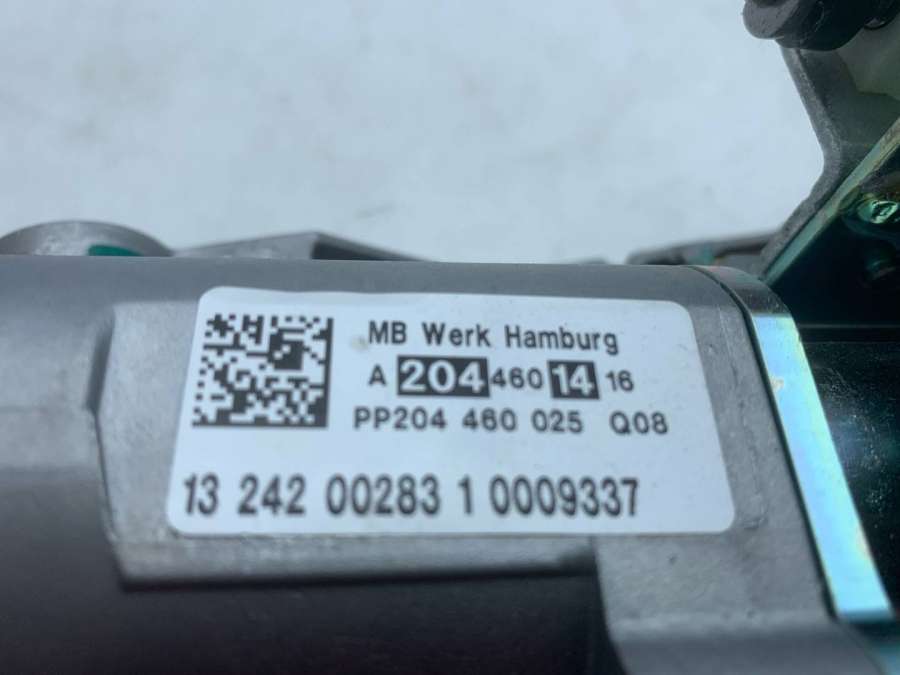 MB Werk Hamburg
A 204 460 14 16
PP204 460 025 Q08
13 242 00283 1 0009337